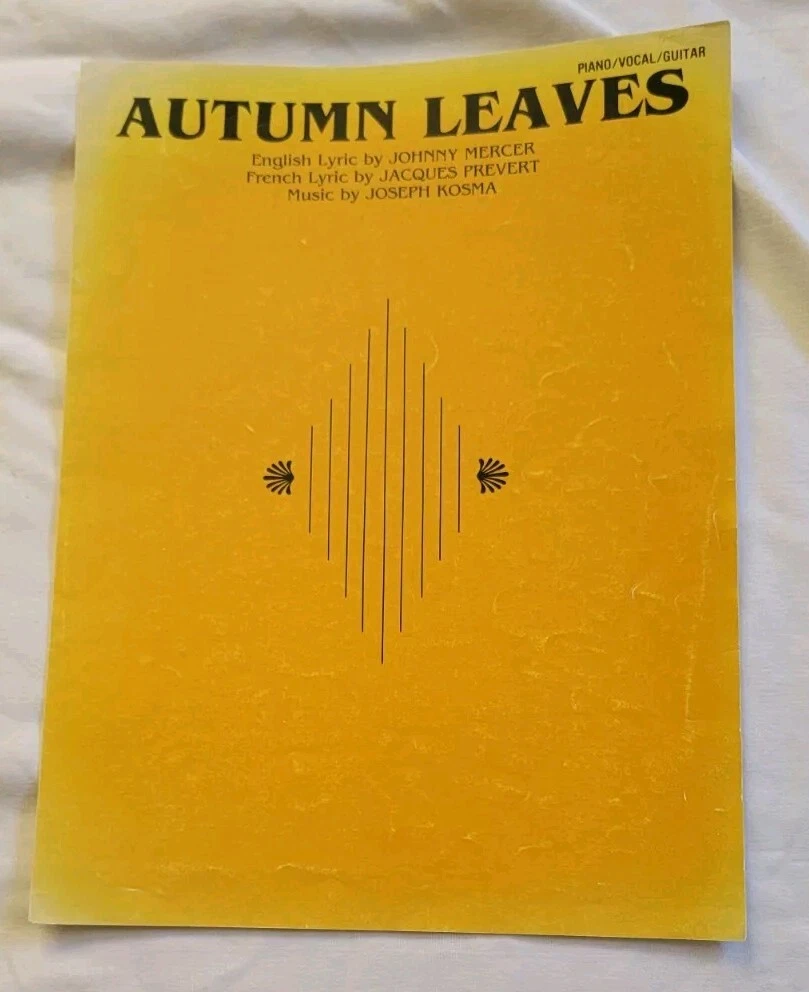 PIANO/VOCAL/GUITAR
AUTUMN LEAVES
English Lyric by JOHNNY MERCER
French Lyric by JACQUES PREVERT
Music by JOSEPH KOSMA